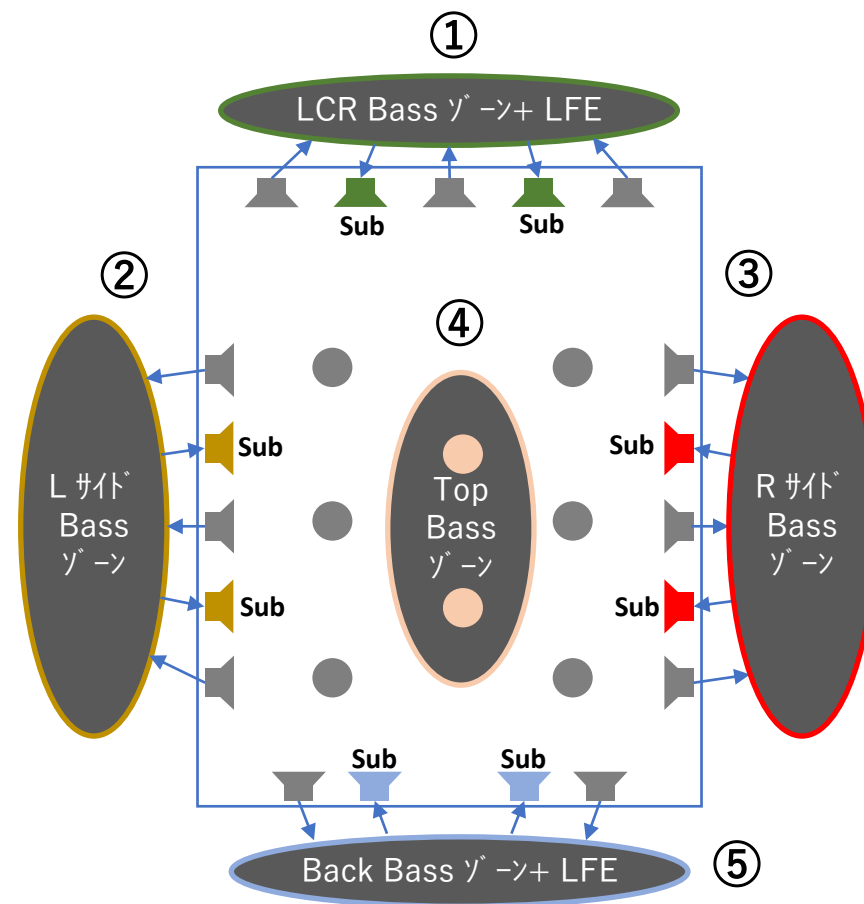 ①
LCR Bass ｿﾞｰﾝ+ LFE
Sub
Sub
②
③
④
Sub
Sub
L ｻｲﾄﾞ
Bass
ｿﾞｰﾝ
Top
Bass
ｿﾞｰﾝ
R ｻｲﾄﾞ
Bass
ｿﾞｰﾝ
Sub
Sub
Sub
Sub
Back Bass ｿﾞｰﾝ+ LFE
⑤